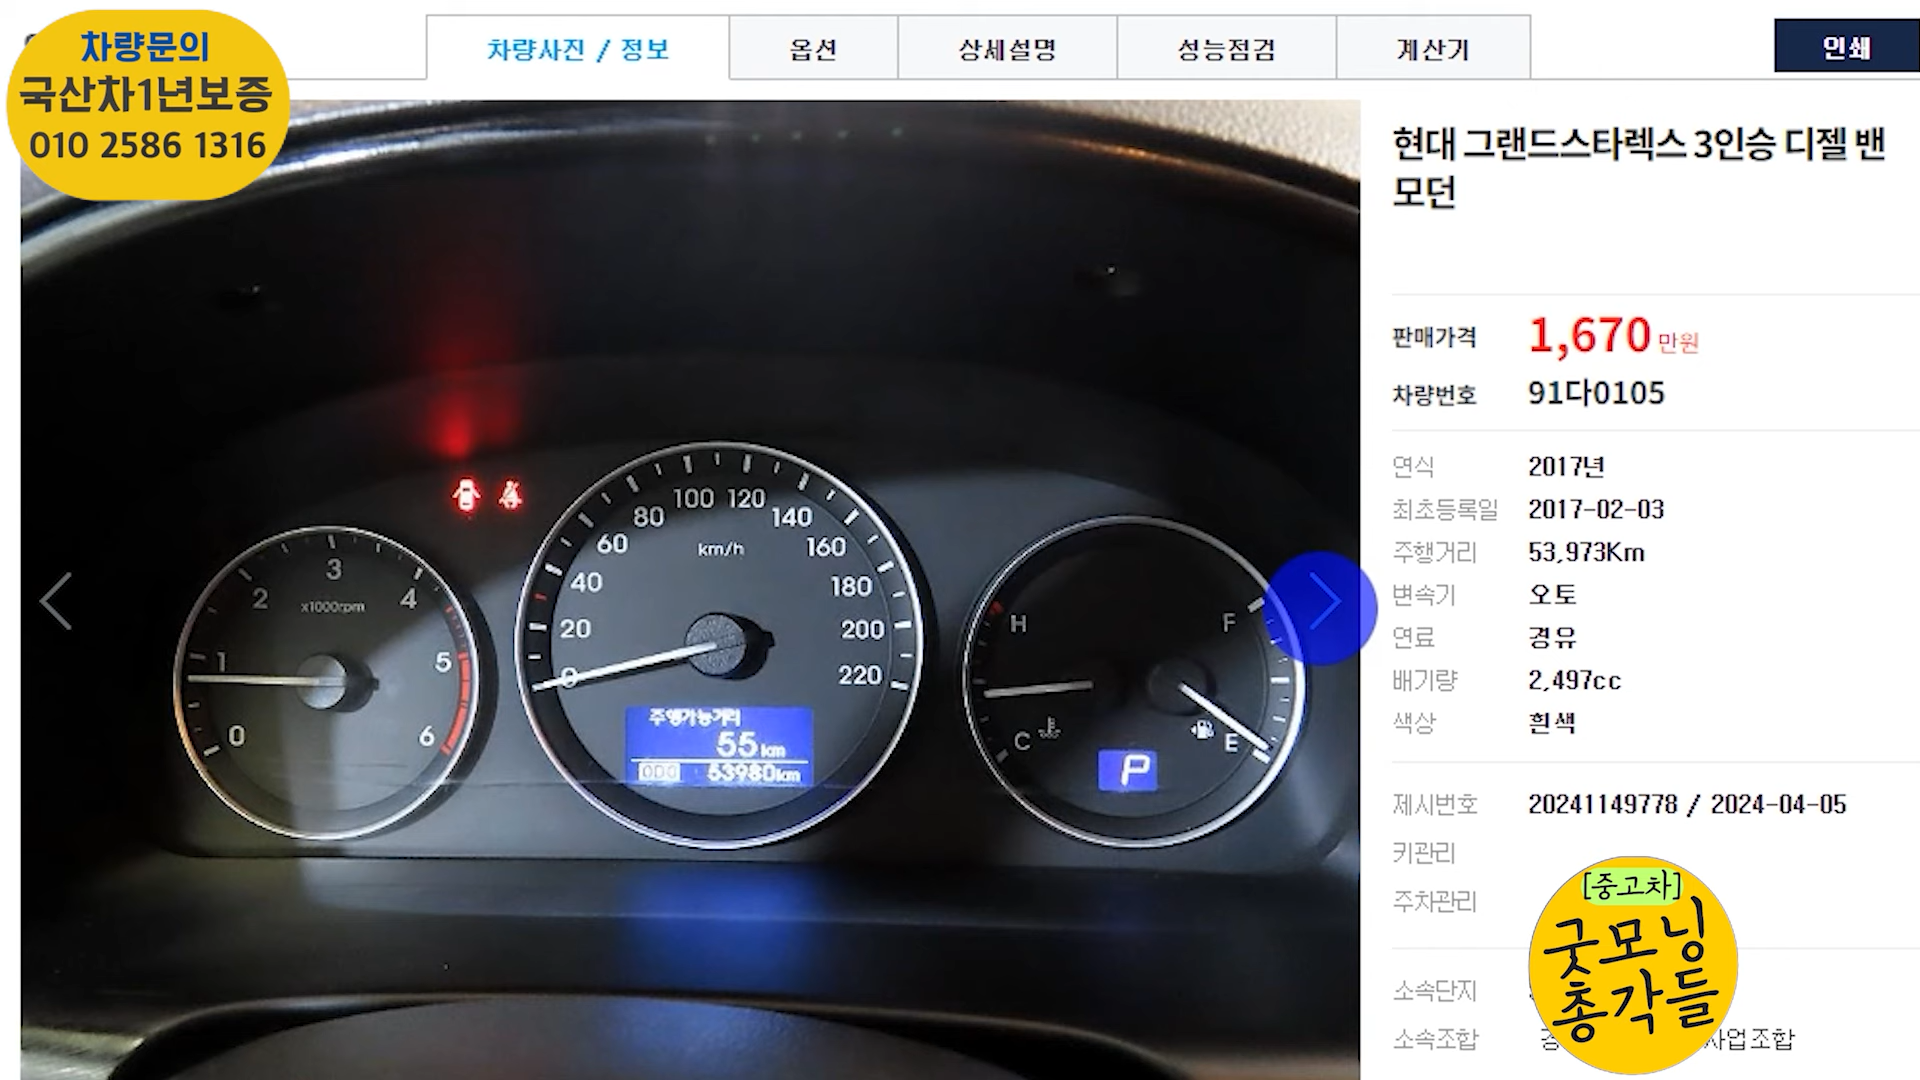 차량문의
국산차1년보증
010 2586 1316
차량사진 / 정보
옵션
상세설명
성능점검
계산기
인쇄
현대 그랜드스타렉스 3인승 디젤 밴
모던
판매가격 1,670 만원
차량번호 91다0105
연식 2017년
최초등록일 2017-02-03
주행거리 53,973Km
변속기 오토
연료 경유
배기량 2,497cc
색상 흰색
제시번호 20241149778 / 2024-04-05
키관리
주차관리
소속단지
소속조합 사업조합
[중고차]
굿모닝
총각들
0 1 2 3 4 5 6
x1000rpm
0 20 40 60 80 100 120 140 160 180 200 220
km/h
주행가능거리
55 km
ODO 53980km
H F
C E
P